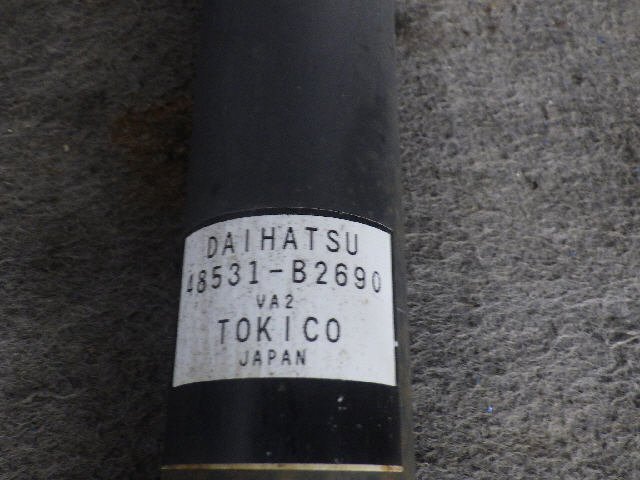 DAIHATSU
48531-B2690
VA2
TOKICO
JAPAN